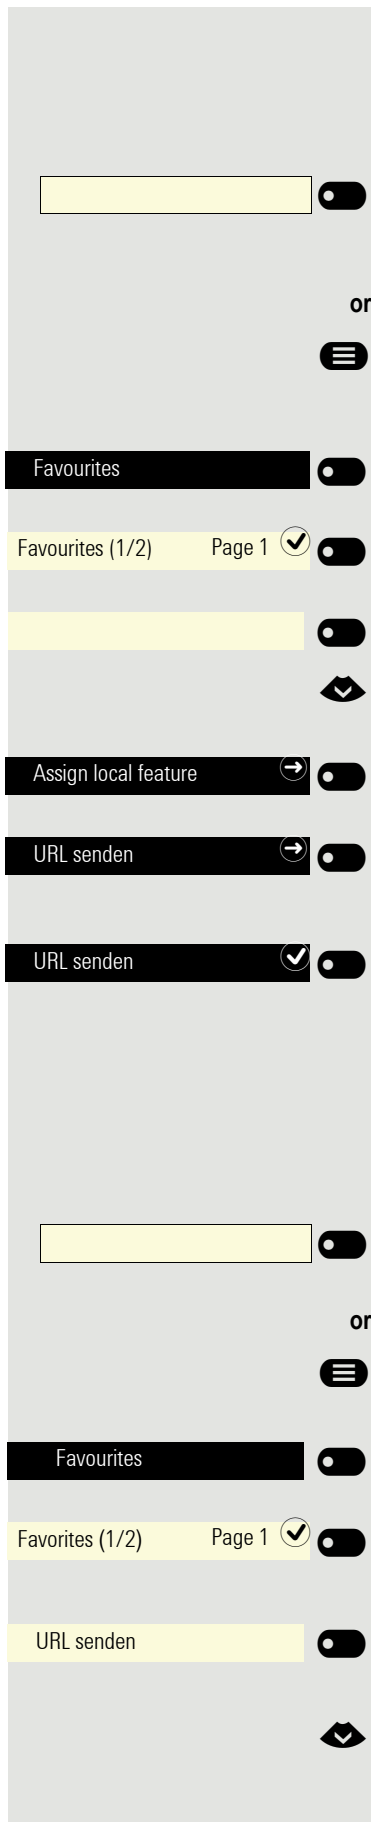 or
Favourites
Favourites (1/2) Page 1
Assign local feature
URL senden
URL senden
or
Favourites
Favorites (1/2) Page 1
URL senden